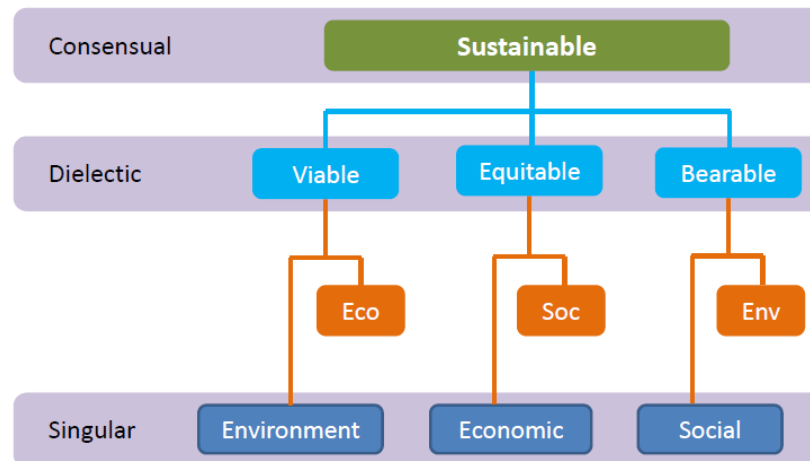 Consensual
Sustainable
Dielectic
Viable
Equitable
Bearable
Eco
Soc
Env
Singular
Environment
Economic
Social